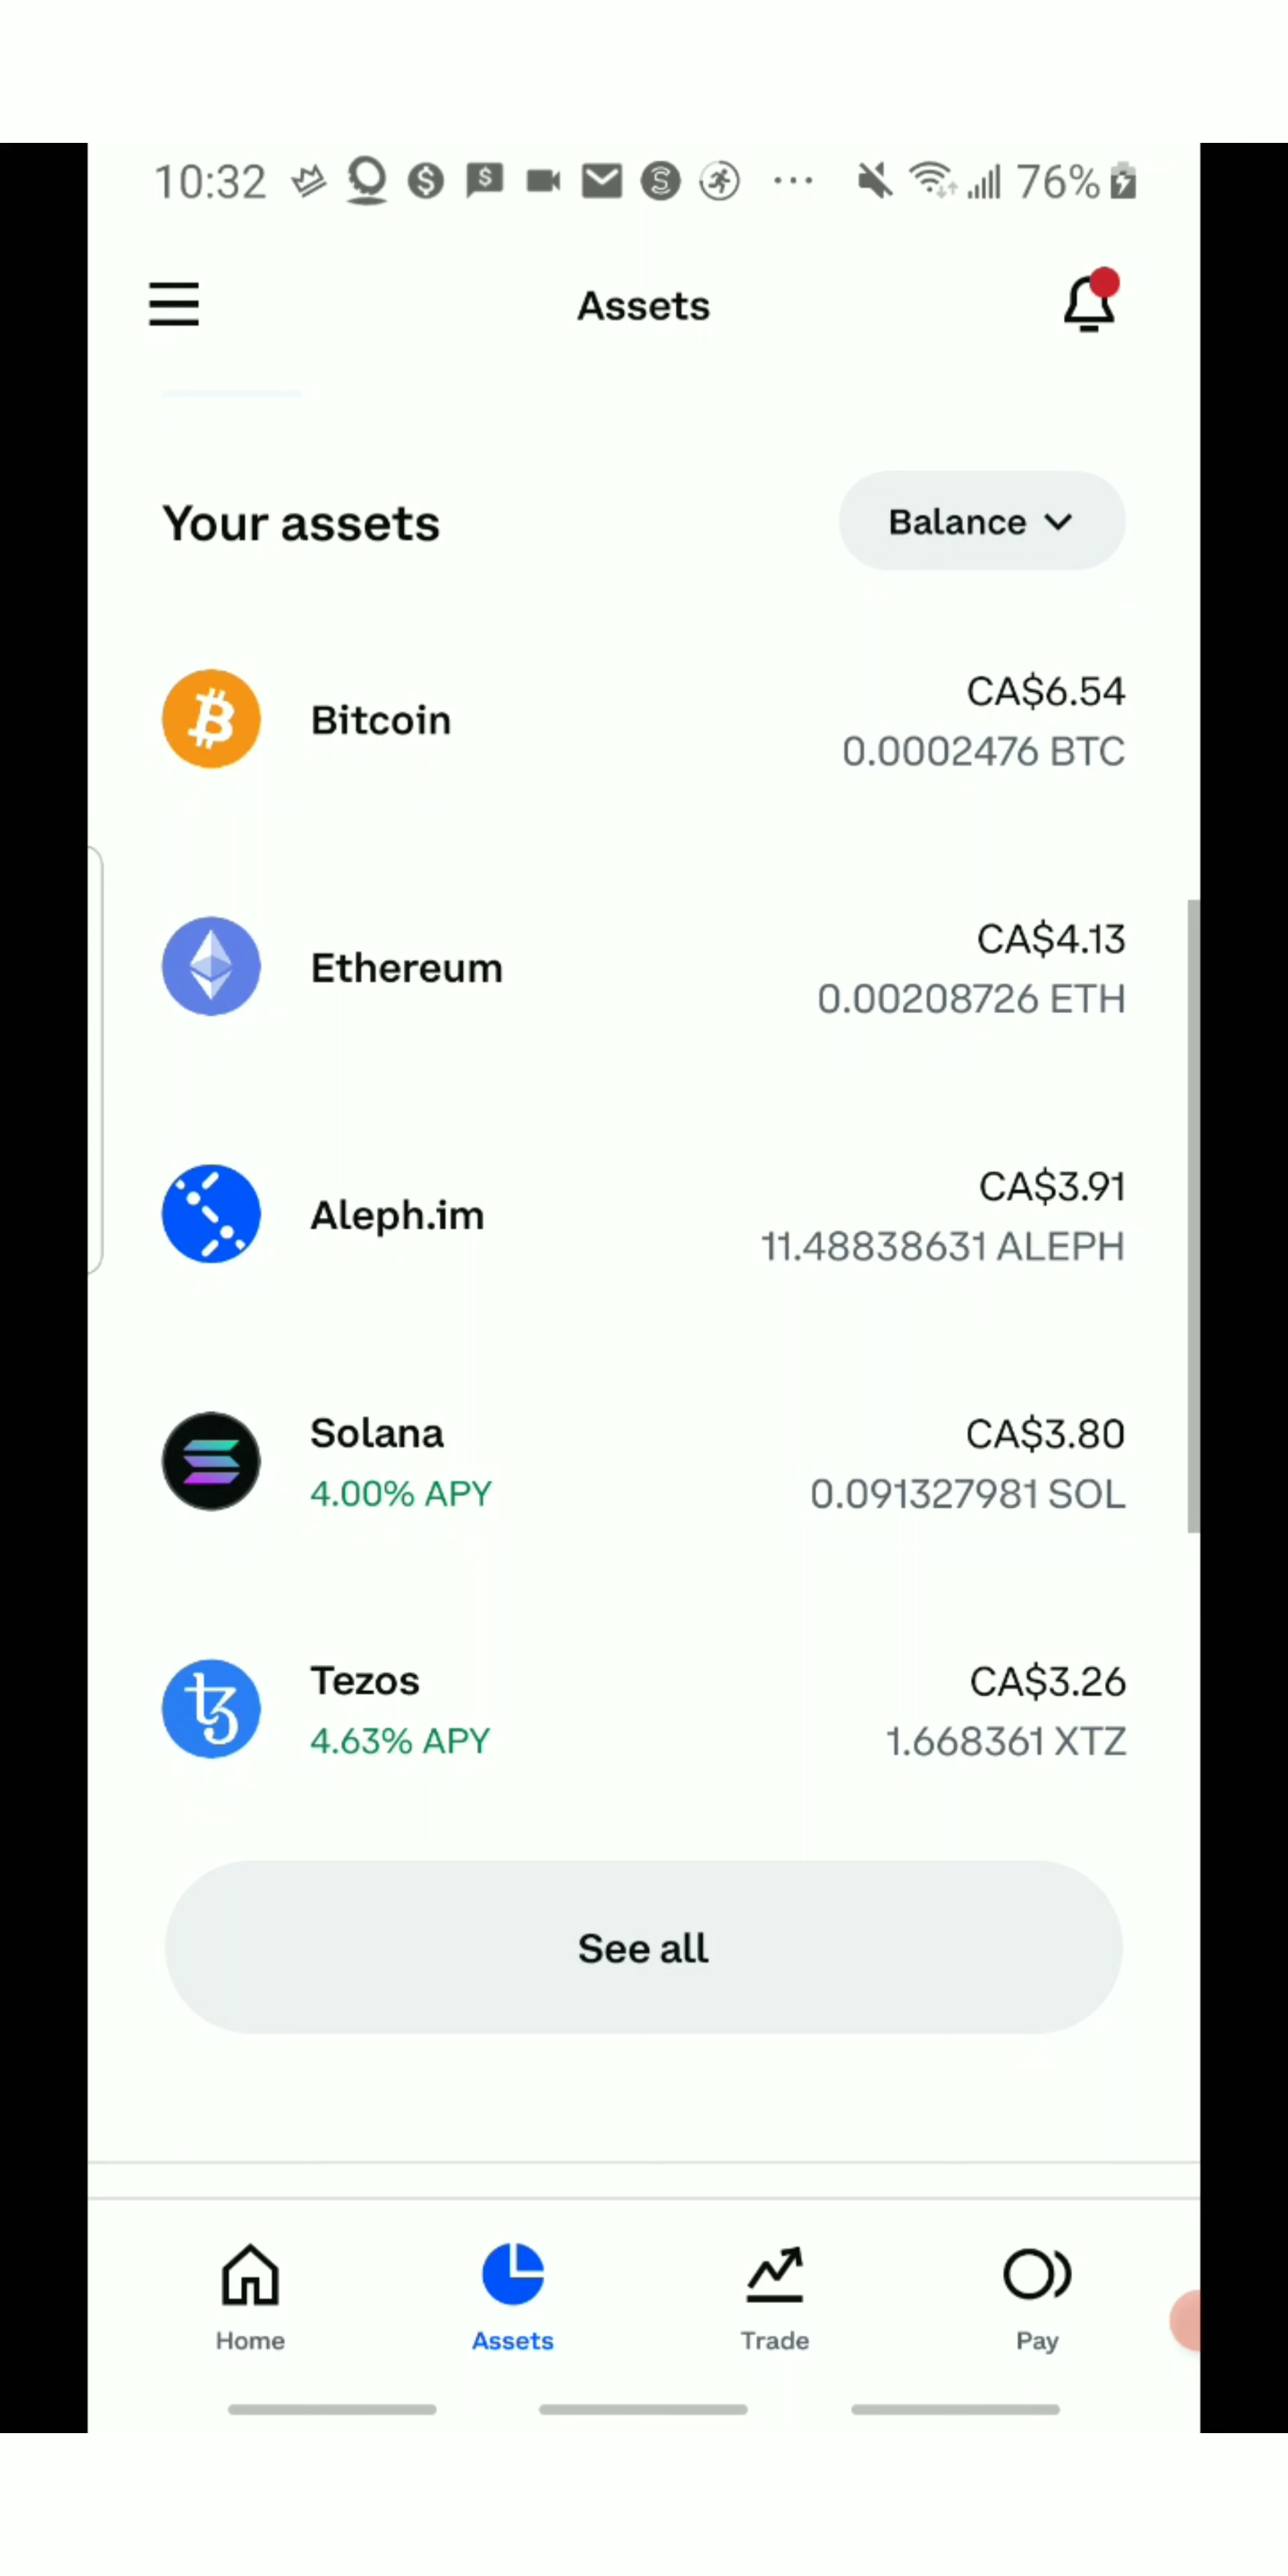 10:32 76%
Assets
Your assets
Balance
Bitcoin
CA$6.54
0.0002476 BTC
Ethereum
CA$4.13
0.00208726 ETH
Aleph.im
CA$3.91
11.48838631 ALEPH
Solana
4.00% APY
CA$3.80
0.091327981 SOL
Tezos
4.63% APY
CA$3.26
1.668361 XTZ
See all
Home Assets Trade Pay